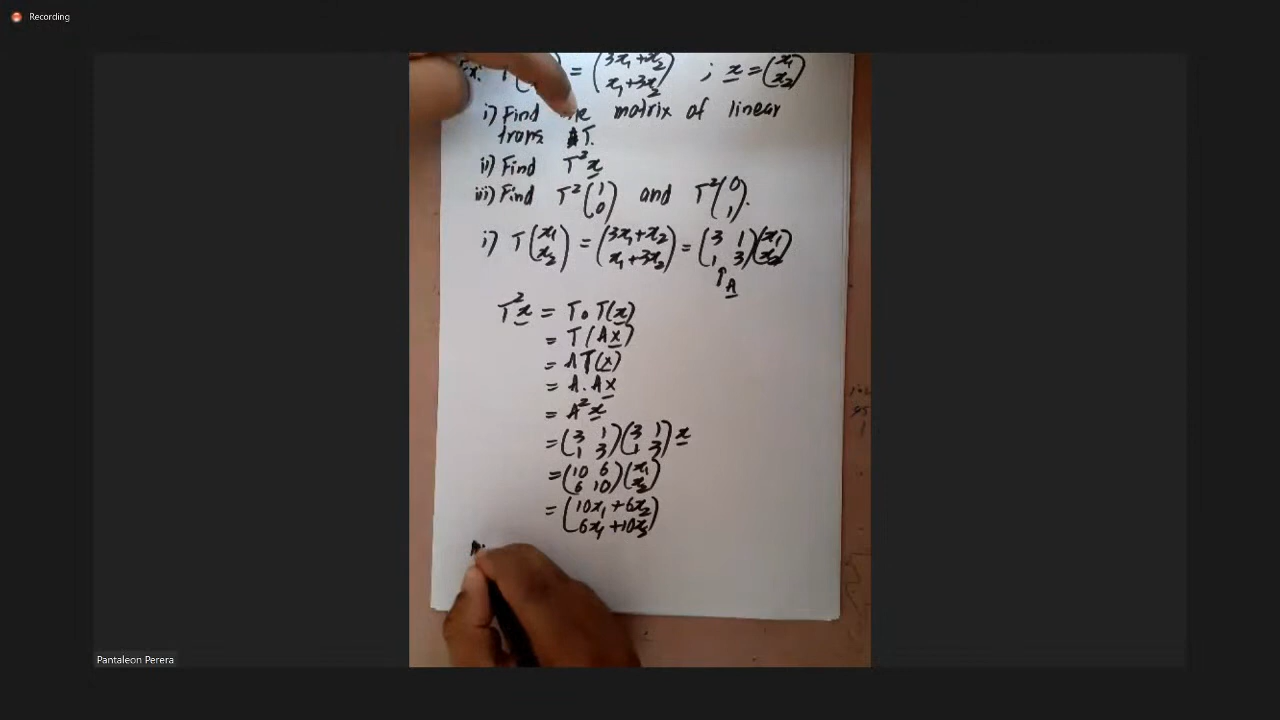 Recording
Ex. T = (3x₁+x₂ / x₁+3x₂) ; x = (x₁ / x₂)
i) Find the matrix of linear
trans. T.
ii) Find T²x
iii) Find T²(1 / 0) and T²(0 / 1).
i) T(x₁ / x₂) = (3x₁+x₂ / x₁+3x₂) = (3 1 / 1 3)(x₁ / x₂)
↑A
T²x = T∘T(x)
= T(Ax)
= AT(x)
= A.Ax
= A²x
= (3 1 / 1 3)(3 1 / 1 3)x
= (10 6 / 6 10)(x₁ / x₂)
= (10x₁+6x₂ / 6x₁+10x₂)
Pantaleon Perera